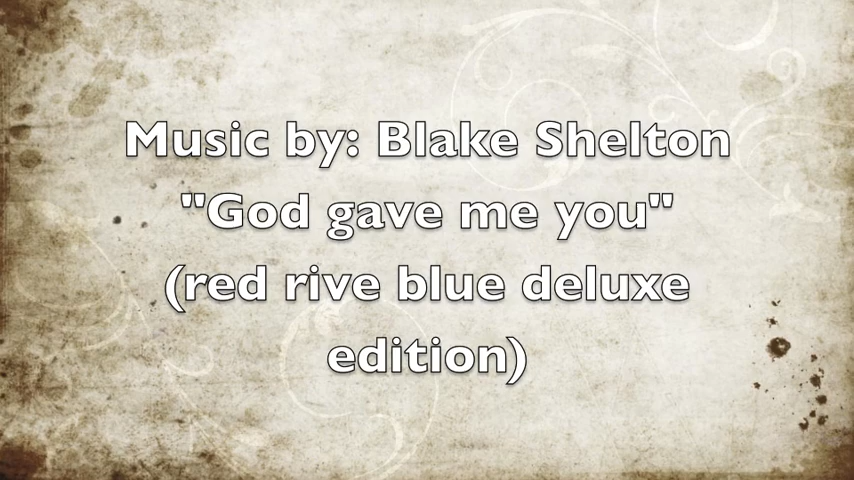 Music by: Blake Shelton
"God gave me you"
(red rive blue deluxe
edition)